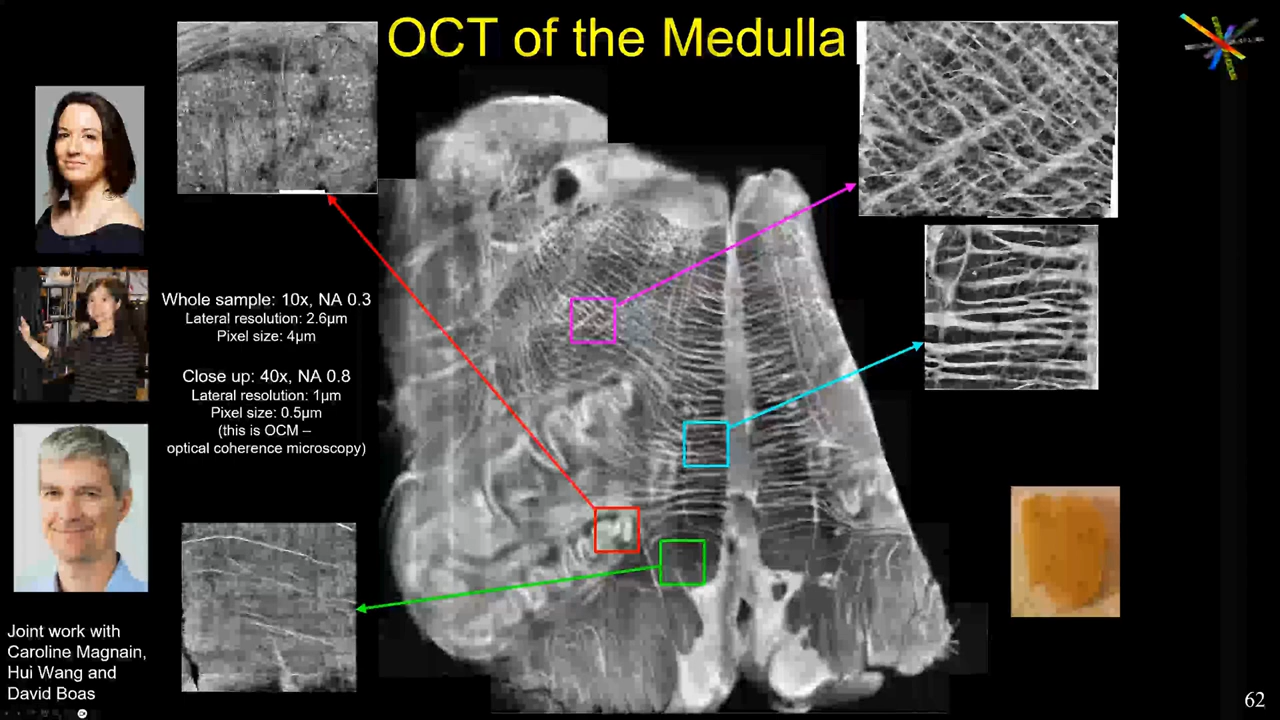 OCT of the Medulla
Whole sample: 10x, NA 0.3
Lateral resolution: 2.6µm
Pixel size: 4µm
Close up: 40x, NA 0.8
Lateral resolution: 1µm
Pixel size: 0.5µm
(this is OCM –
optical coherence microscopy)
Joint work with
Caroline Magnain,
Hui Wang and
David Boas
62